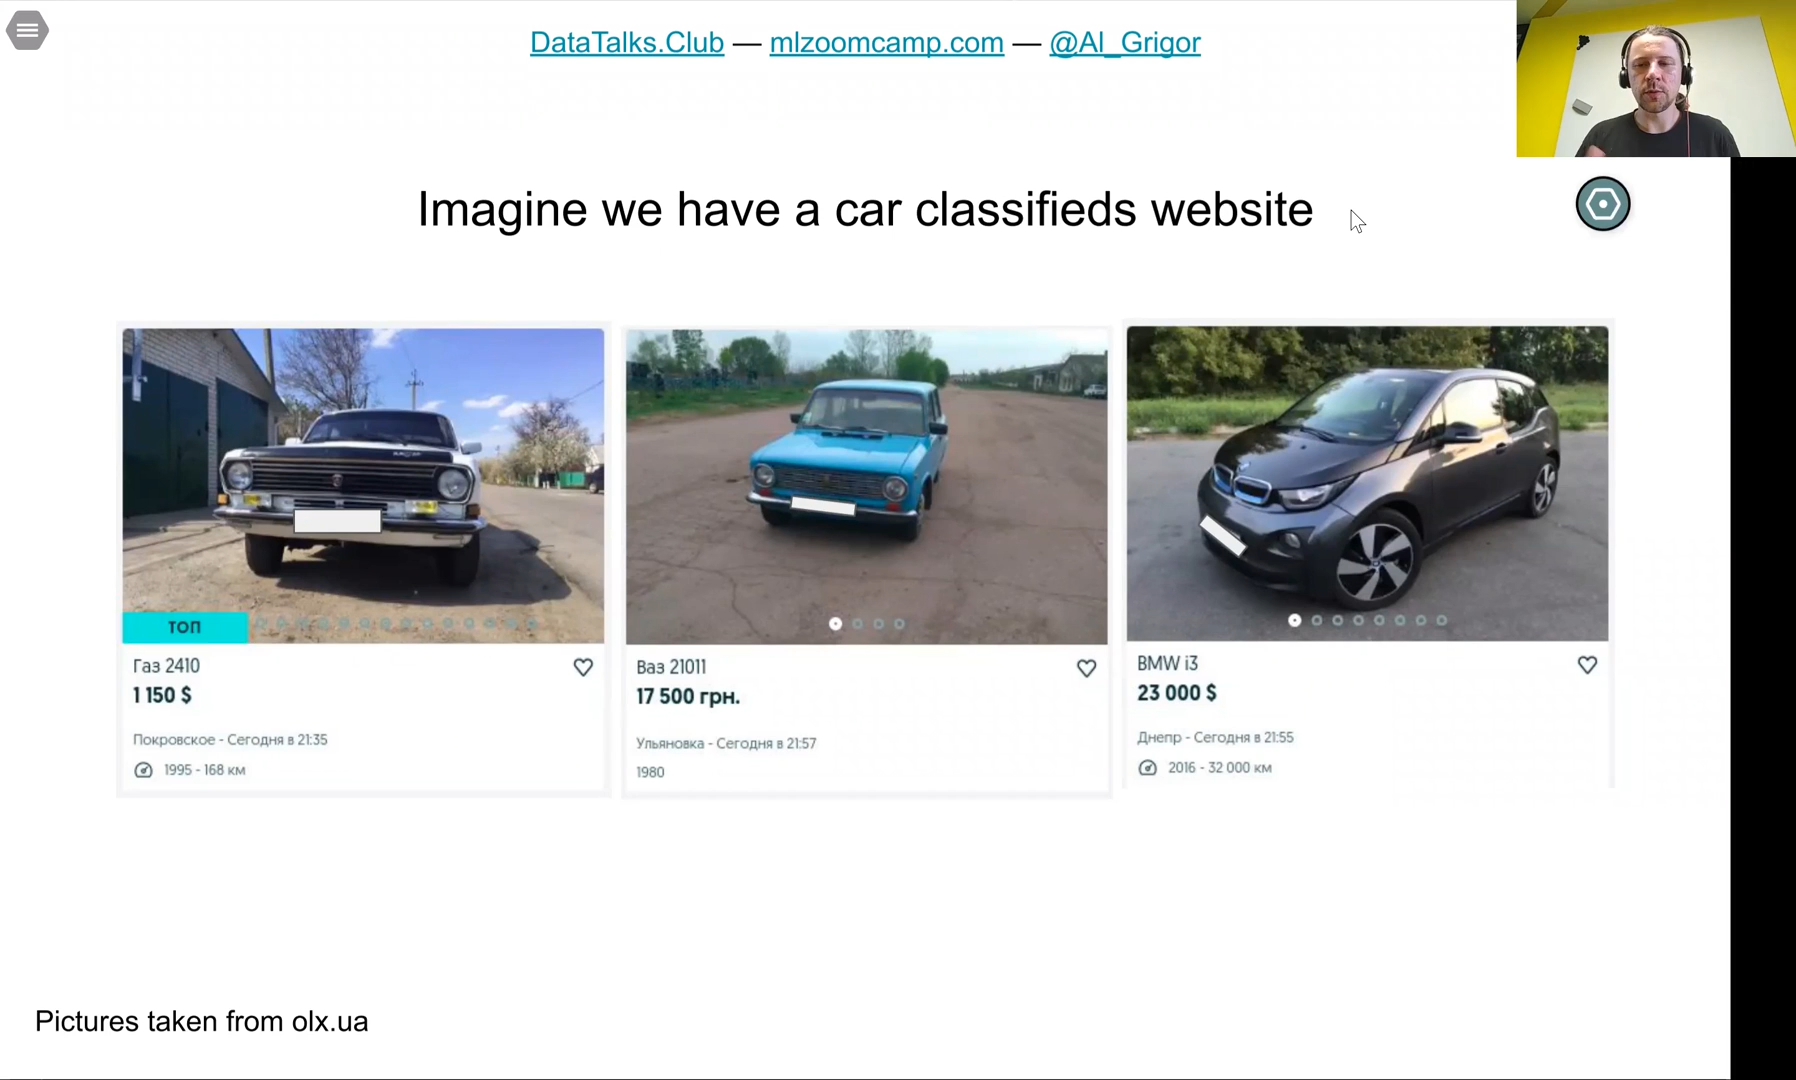 DataTalks.Club — mlzoomcamp.com — @Al_Grigor
Imagine we have a car classifieds website
ТОП
Газ 2410
1 150 $
Покровское - Сегодня в 21:35
1995 - 168 км
Ваз 21011
17 500 грн.
Ульяновка - Сегодня в 21:57
1980
BMW i3
23 000 $
Днепр - Сегодня в 21:55
2016 - 32 000 км
Pictures taken from olx.ua